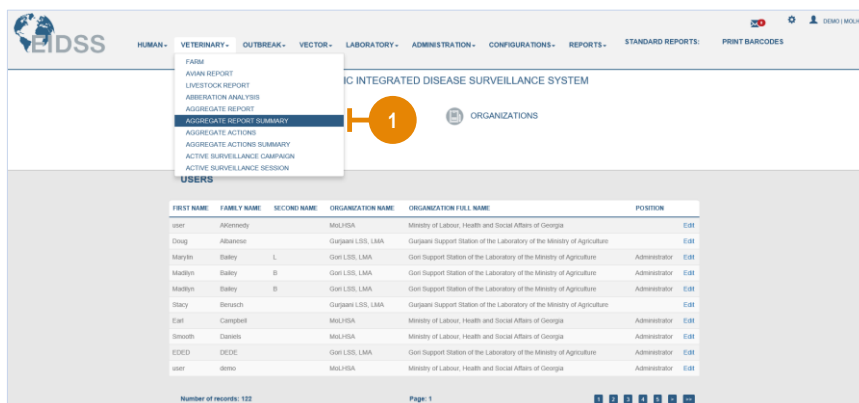 EIDSS
HUMAN
VETERINARY
OUTBREAK
VECTOR
LABORATORY
ADMINISTRATION
CONFIGURATIONS
REPORTS
STANDARD REPORTS:
PRINT BARCODES
DEMO | MOLH
FARM
AVIAN REPORT
LIVESTOCK REPORT
ABBERATION ANALYSIS
AGGREGATE REPORT
AGGREGATE REPORT SUMMARY
AGGREGATE ACTIONS
AGGREGATE ACTIONS SUMMARY
ACTIVE SURVEILLANCE CAMPAIGN
ACTIVE SURVEILLANCE SESSION
IC INTEGRATED DISEASE SURVEILLANCE SYSTEM
1
ORGANIZATIONS
USERS
FIRST NAME FAMILY NAME SECOND NAME ORGANIZATION NAME ORGANIZATION FULL NAME POSITION
user AKennedy MoLHSA Ministry of Labour, Health and Social Affairs of Georgia Edit
Doug Albanese Gurjaani LSS, LMA Gurjaani Support Station of the Laboratory of the Ministry of Agriculture Edit
Marylin Bailey L Gori LSS, LMA Gori Support Station of the Laboratory of the Ministry of Agriculture Administrator Edit
Madilyn Bailey B Gori LSS, LMA Gori Support Station of the Laboratory of the Ministry of Agriculture Administrator Edit
Madilyn Bailey B Gori LSS, LMA Gori Support Station of the Laboratory of the Ministry of Agriculture Administrator Edit
Stacy Berusch Gurjaani LSS, LMA Gurjaani Support Station of the Laboratory of the Ministry of Agriculture Edit
Earl Campbell MoLHSA Ministry of Labour, Health and Social Affairs of Georgia Administrator Edit
Smooth Daniels MoLHSA Ministry of Labour, Health and Social Affairs of Georgia Administrator Edit
EDED DEDE Gori LSS, LMA Gori Support Station of the Laboratory of the Ministry of Agriculture Administrator Edit
user demo MoLHSA Ministry of Labour, Health and Social Affairs of Georgia Administrator Edit
Number of records: 122 Page: 1 1 2 3 4 5 > >>